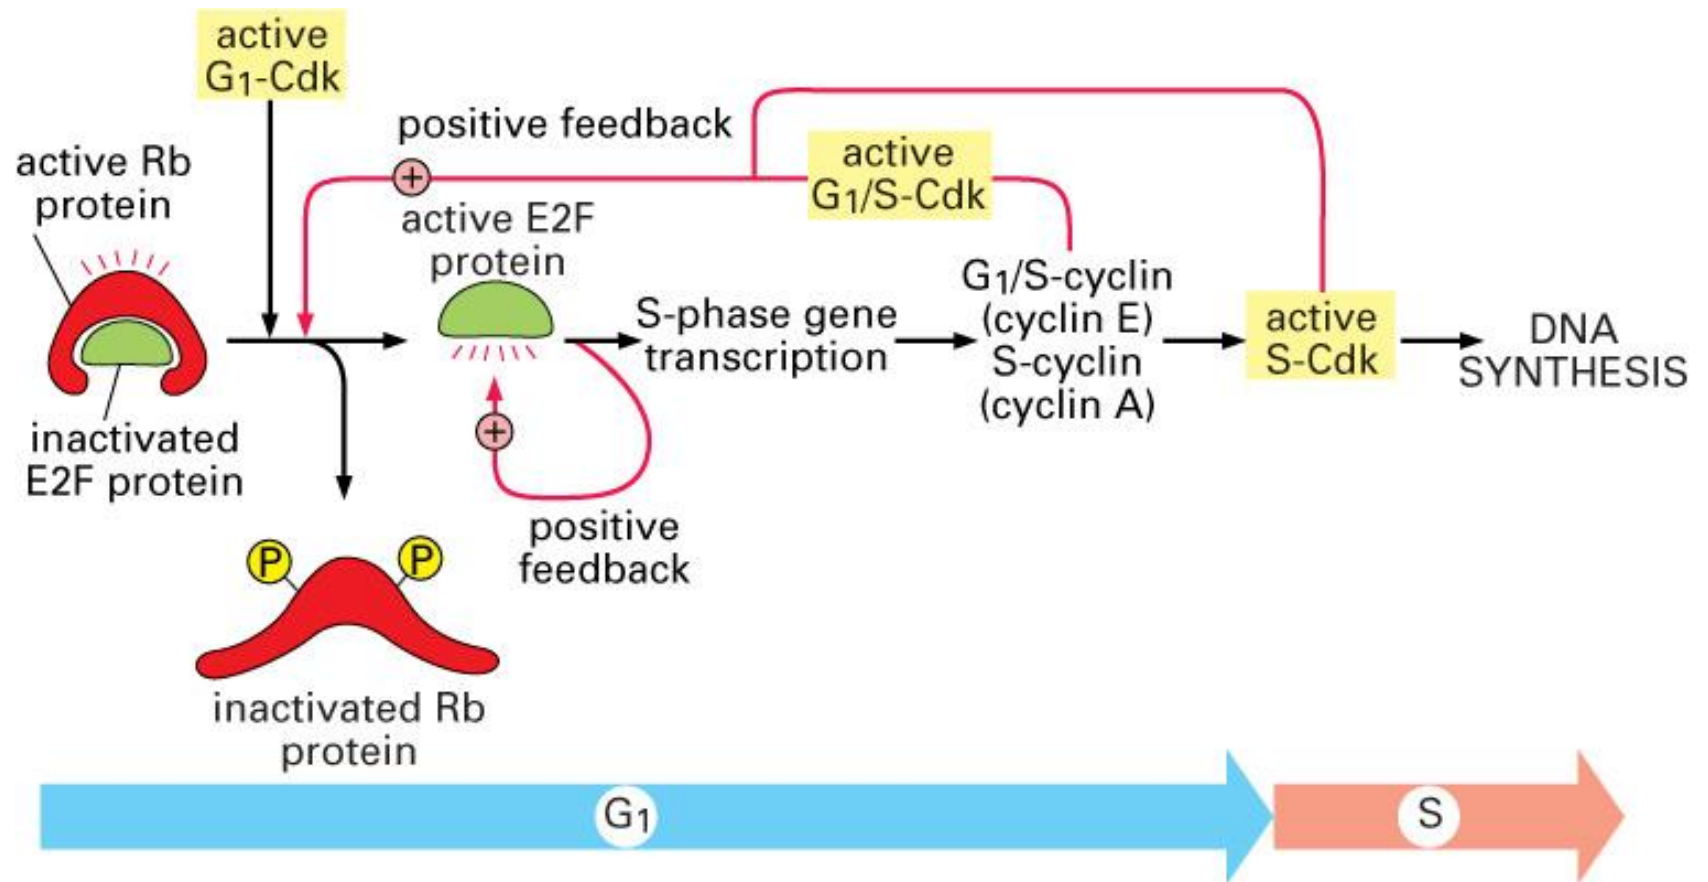 active
G1-Cdk
positive feedback
+
active
G1/S-Cdk
active Rb
protein
active E2F
protein
G1/S-cyclin
(cyclin E)
S-cyclin
(cyclin A)
S-phase gene
transcription
active
S-Cdk
DNA
SYNTHESIS
inactivated
E2F protein
+
positive
feedback
P
P
inactivated Rb
protein
G1
S